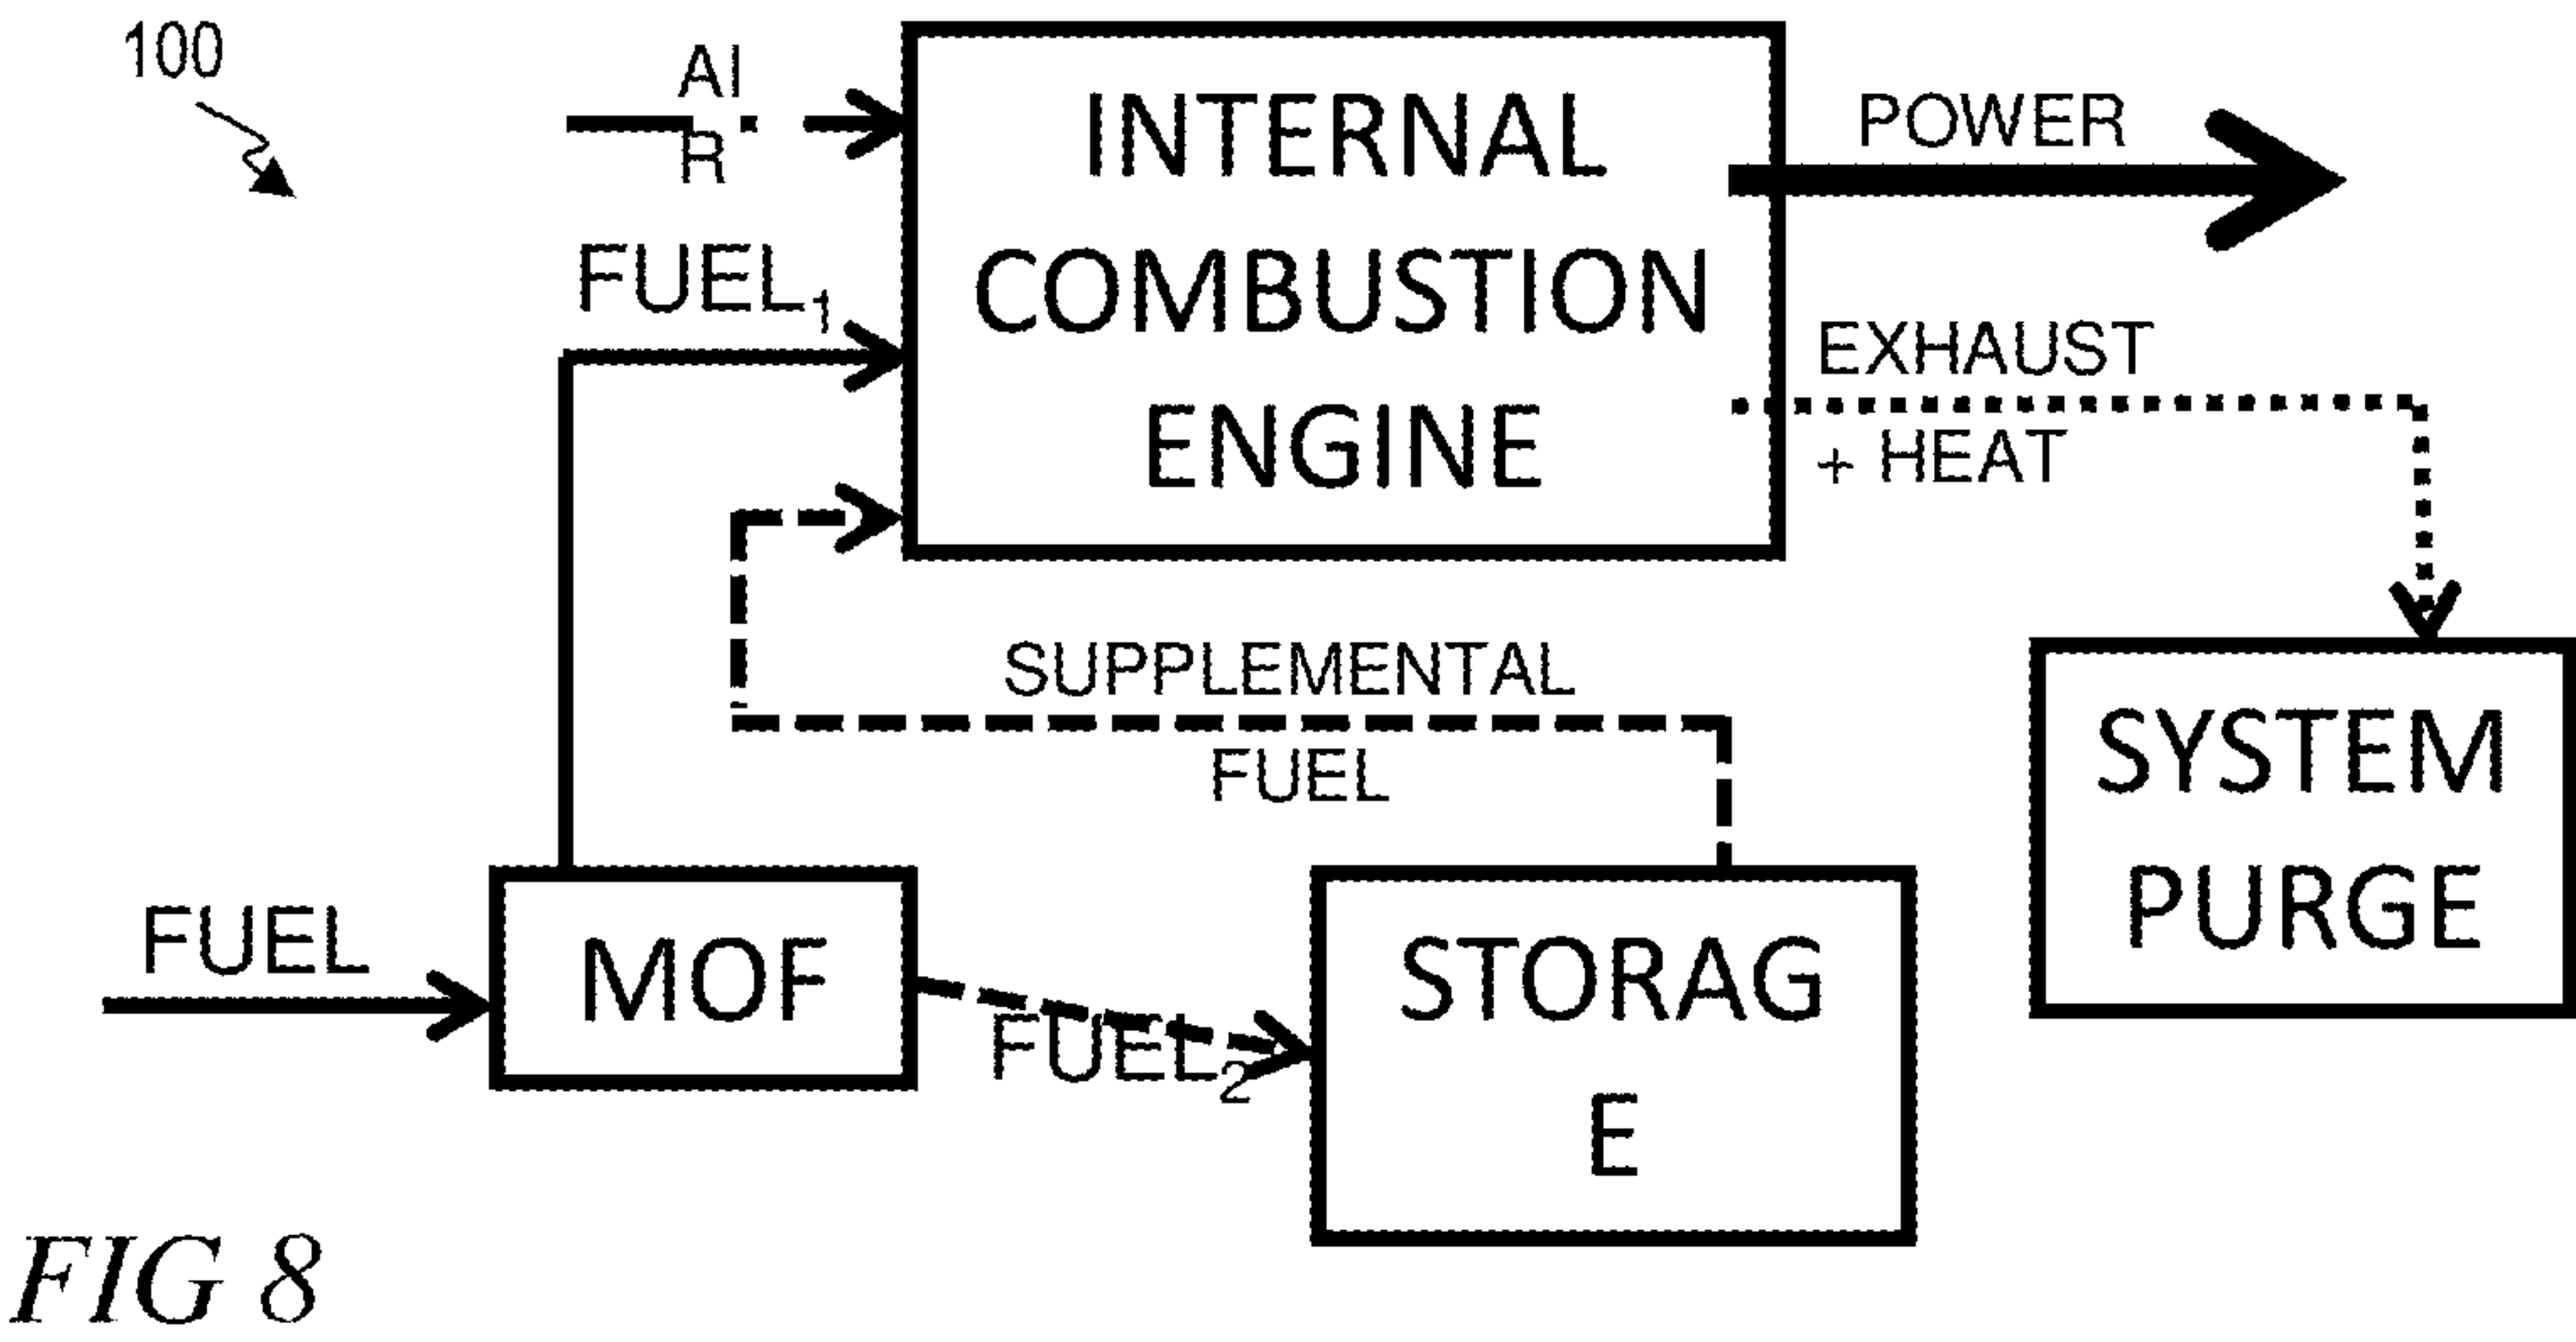 100
AI
R
INTERNAL
COMBUSTION
ENGINE
POWER
FUEL₁
EXHAUST
+ HEAT
SUPPLEMENTAL
FUEL
SYSTEM
PURGE
FUEL
MOF
FUEL₂
STORAG
E
FIG 8